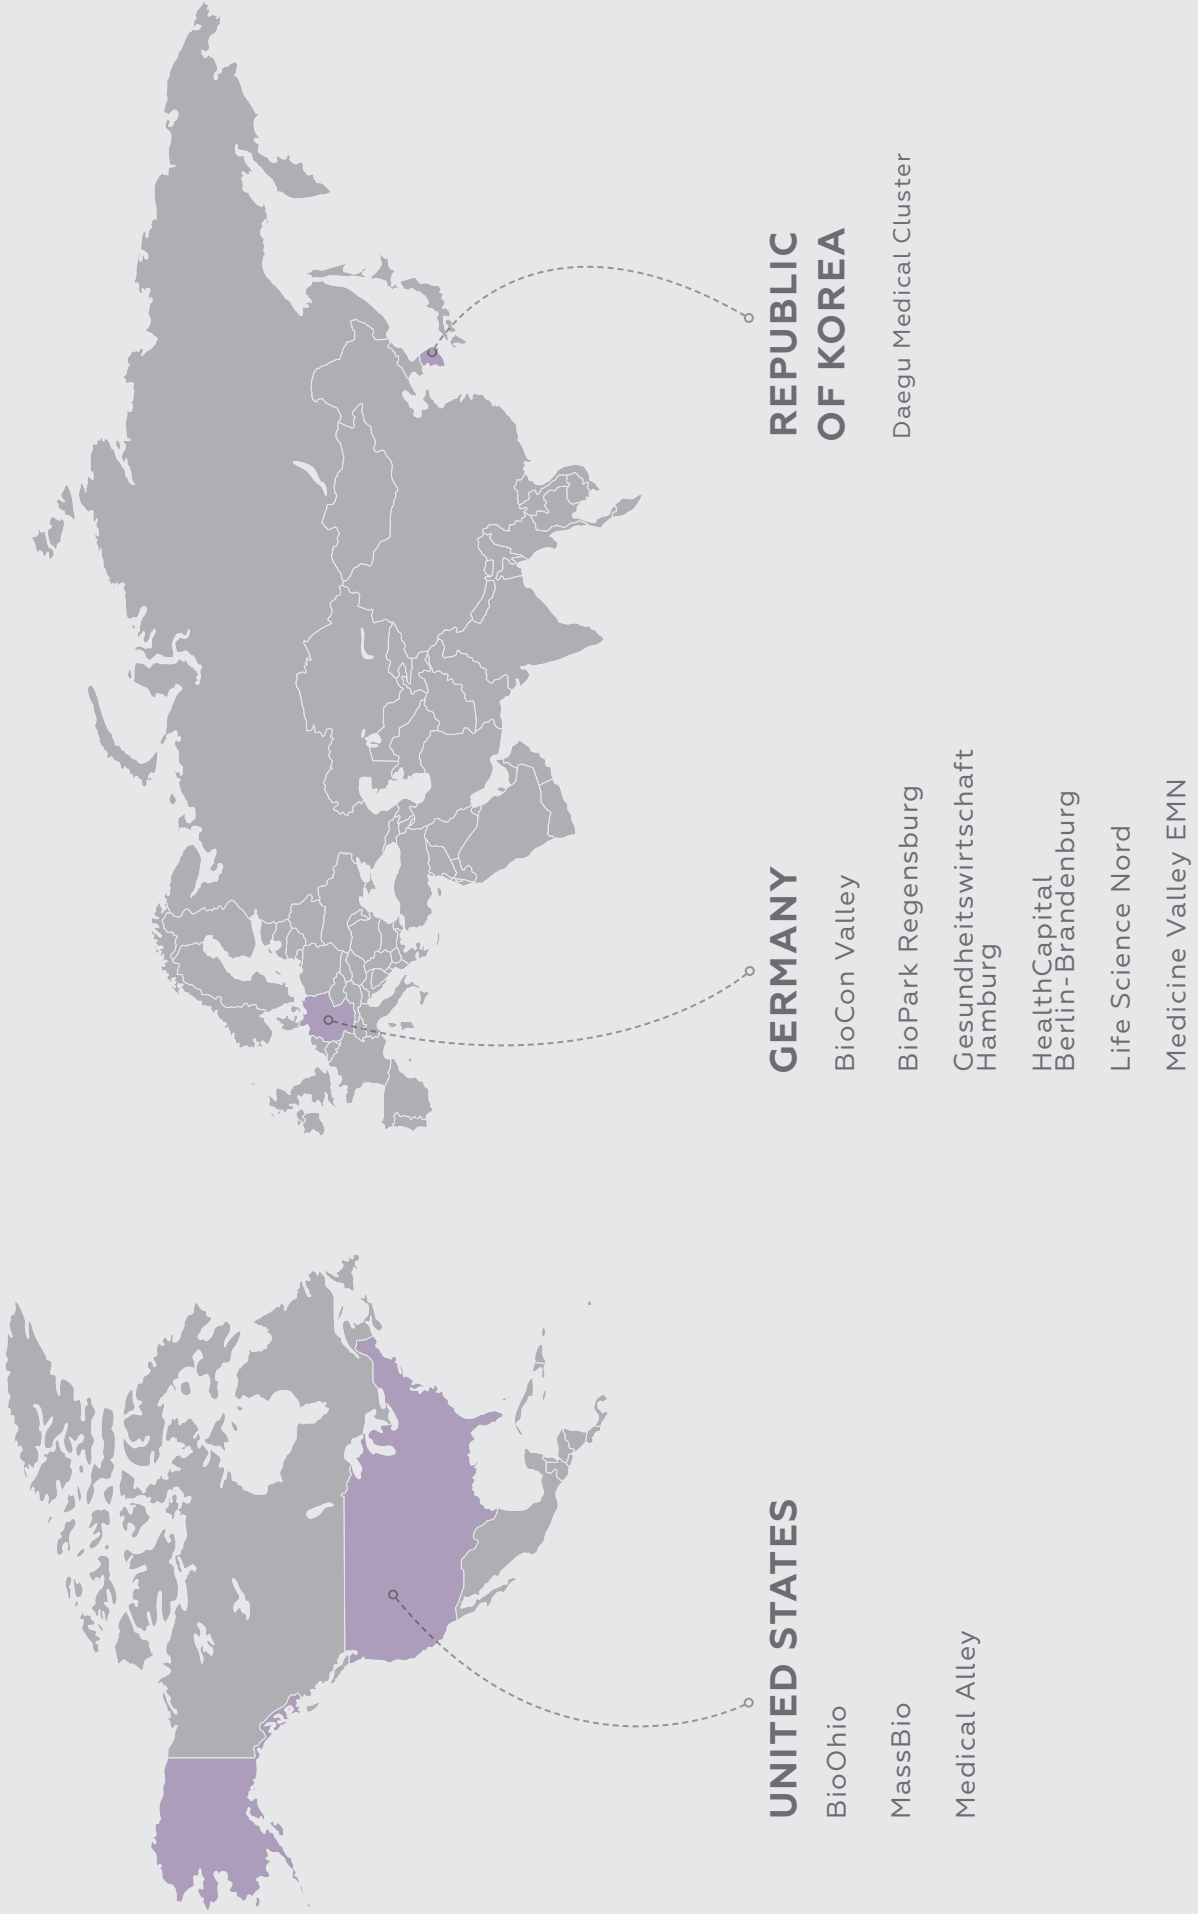 UNITED STATES
BioOhio
MassBio
Medical Alley
GERMANY
BioCon Valley
BioPark Regensburg
Gesundheitswirtschaft
Hamburg
HealthCapital
Berlin-Brandenburg
Life Science Nord
Medicine Valley EMN
REPUBLIC
OF KOREA
Daegu Medical Cluster